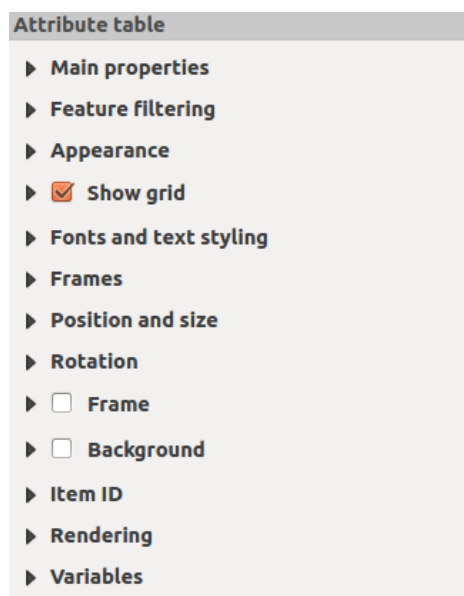 Attribute table
Main properties
Feature filtering
Appearance
Show grid
Fonts and text styling
Frames
Position and size
Rotation
Frame
Background
Item ID
Rendering
Variables